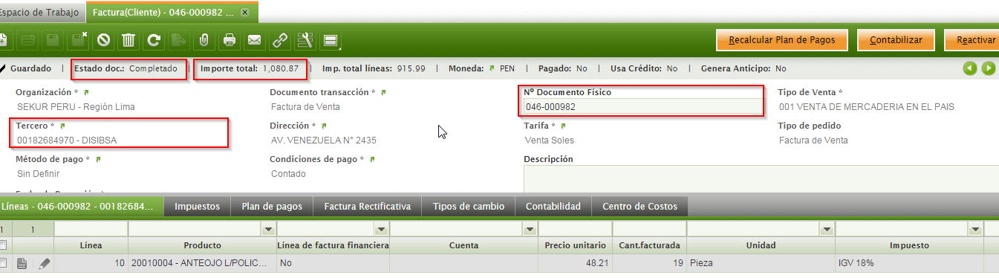 Espacio de Trabajo Factura(Cliente) - 046-000982 ... x
Recalcular Plan de Pagos Contabilizar Reactivar
Guardado | Estado doc.: Completado | Importe total: 1,080.87 | Imp. total líneas: 915.99 | Moneda: PEN | Pagado: No | Usa Crédito: No | Genera Anticipo: No
Organización * Documento transacción * Nº Documento Físico Tipo de Venta *
SEKUR PERU - Región Lima Factura de Venta 046-000982 001 VENTA DE MERCADERIA EN EL PAIS
Tercero * Dirección * Tarifa * Tipo de pedido
00182684970 - DISIBSA AV. VENEZUELA N° 2435 Venta Soles Factura de Venta
Método de pago * Condiciones de pago * Descripción
Sin Definir Contado
Líneas - 046-000982 - 00182684... Impuestos Plan de pagos Factura Rectificativa Tipos de cambio Contabilidad Centro de Costos
1 1
Línea Producto Línea de factura financiera Cuenta Precio unitario Cant.facturada Unidad Impuesto
10 20010004 - ANTEOJO L/POLIC... No 48.21 19 Pieza IGV 18%